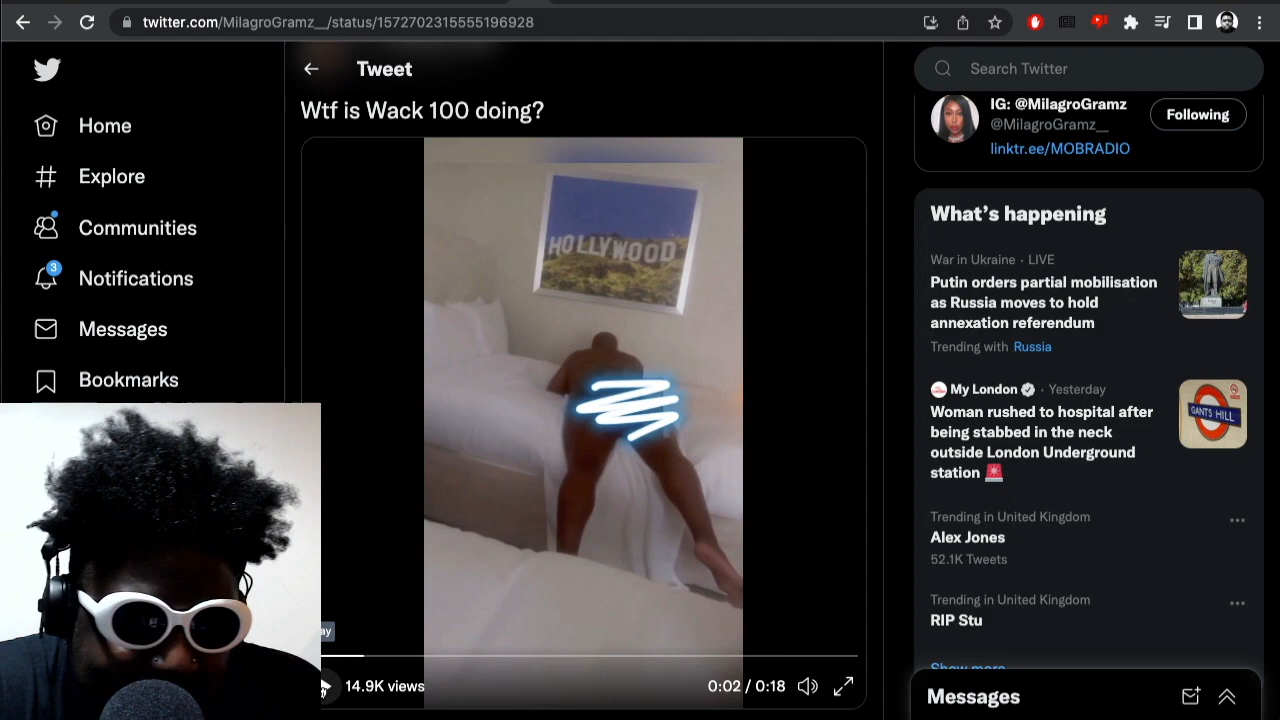 twitter.com/MilagroGramz__/status/1572702315555196928
Home
Explore
Communities
3
Notifications
Messages
Bookmarks
Tweet
Wtf is Wack 100 doing?
HOLLYWOOD
14.9K views
0:02 / 0:18
Search Twitter
IG: @MilagroGramz
@MilagroGramz__
linktr.ee/MOBRADIO
Following
What's happening
War in Ukraine · LIVE
Putin orders partial mobilisation
as Russia moves to hold
annexation referendum
Trending with Russia
My London · Yesterday
Woman rushed to hospital after
being stabbed in the neck
outside London Underground
station 🚨
GANTS HILL
Trending in United Kingdom
Alex Jones
52.1K Tweets
Trending in United Kingdom
RIP Stu
Show more
Messages